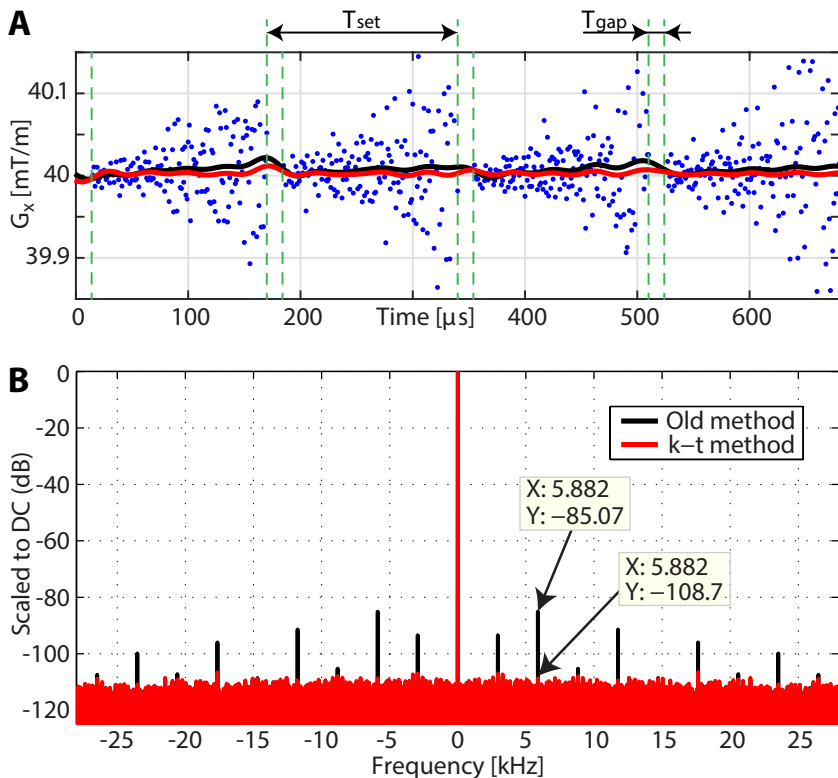 A
Tset
Tgap
40.1
40
39.9
Gx [mT/m]
0
100
200
Time [µs]
400
500
600
B
0
-20
-40
-60
-80
-100
-120
Scaled to DC (dB)
Old method
k−t method
X: 5.882
Y: −85.07
X: 5.882
Y: −108.7
-25
-20
-15
-10
-5
0
5
10
15
20
25
Frequency [kHz]